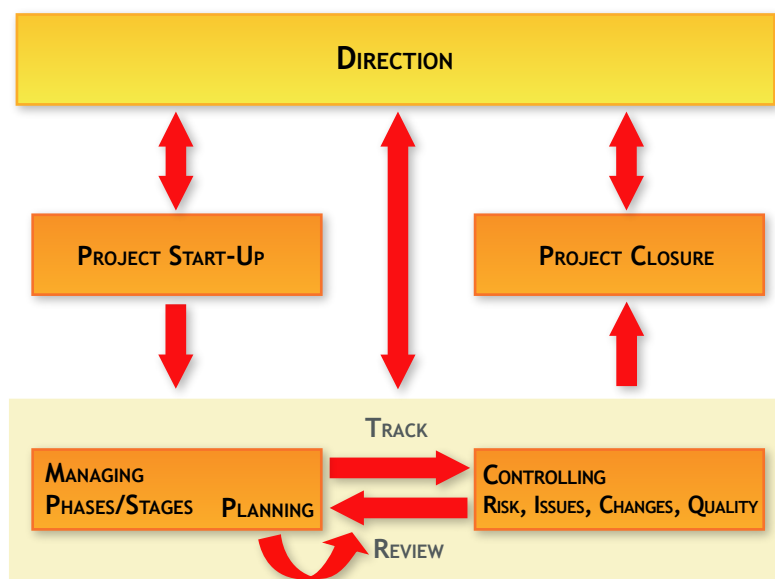 Direction
Project Start-Up
Project Closure
Track
Managing
Phases/Stages
Planning
Controlling
Risk, Issues, Changes, Quality
Review